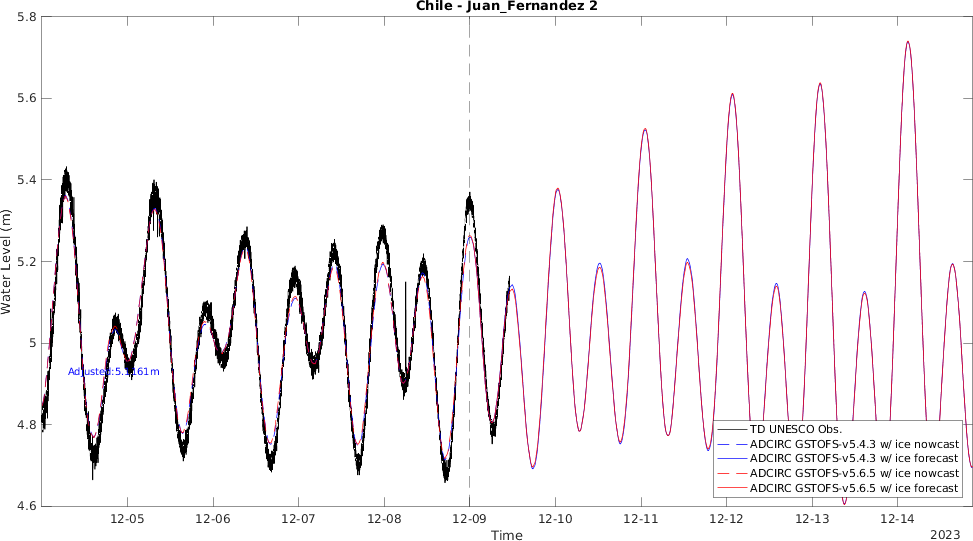 Chile - Juan_Fernandez 2
5.8
5.6
5.4
5.2
5
4.8
4.6
Water Level (m)
Adjusted:5.1161m
TD UNESCO Obs.
ADCIRC GSTOFS-v5.4.3 w/ ice nowcast
ADCIRC GSTOFS-v5.4.3 w/ ice forecast
ADCIRC GSTOFS-v5.6.5 w/ ice nowcast
ADCIRC GSTOFS-v5.6.5 w/ ice forecast
12-05 12-06 12-07 12-08 12-09 12-10 12-11 12-12 12-13 12-14
Time
2023